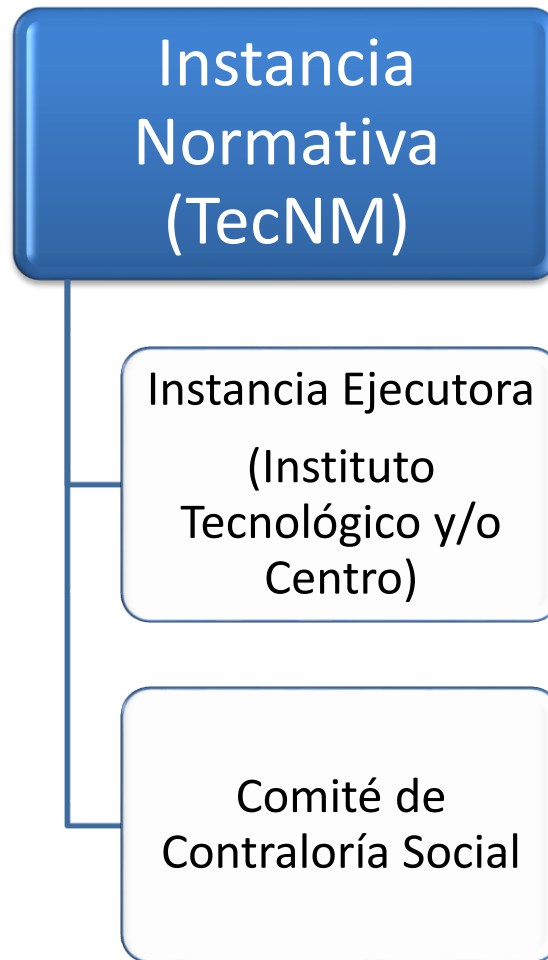 Instancia
Normativa
(TecNM)
Instancia Ejecutora
(Instituto
Tecnológico y/o
Centro)
Comité de
Contraloría Social